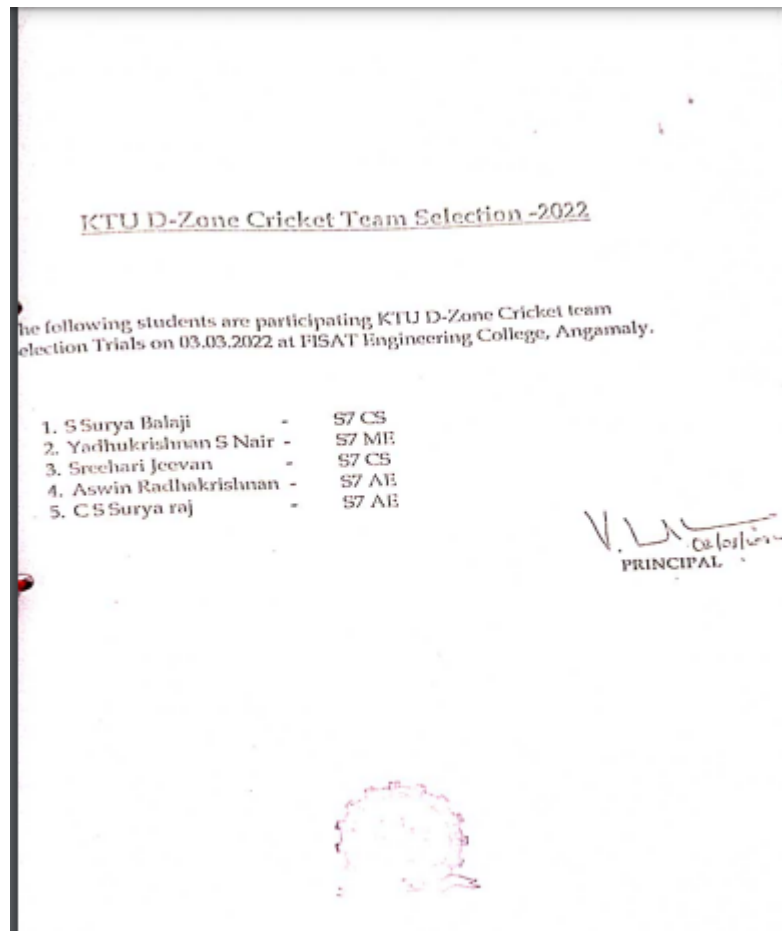 KTU D-Zone Cricket Team Selection -2022
he following students are participating KTU D-Zone Cricket team
election Trials on 03.03.2022 at FISAT Engineering College, Angamaly.
1. S Surya Balaji - S7 CS
2. Yadhukrishnan S Nair - S7 ME
3. Sreehari Jeevan - S7 CS
4. Aswin Radhakrishnan - S7 AE
5. C S Surya raj - S7 AE
PRINCIPAL